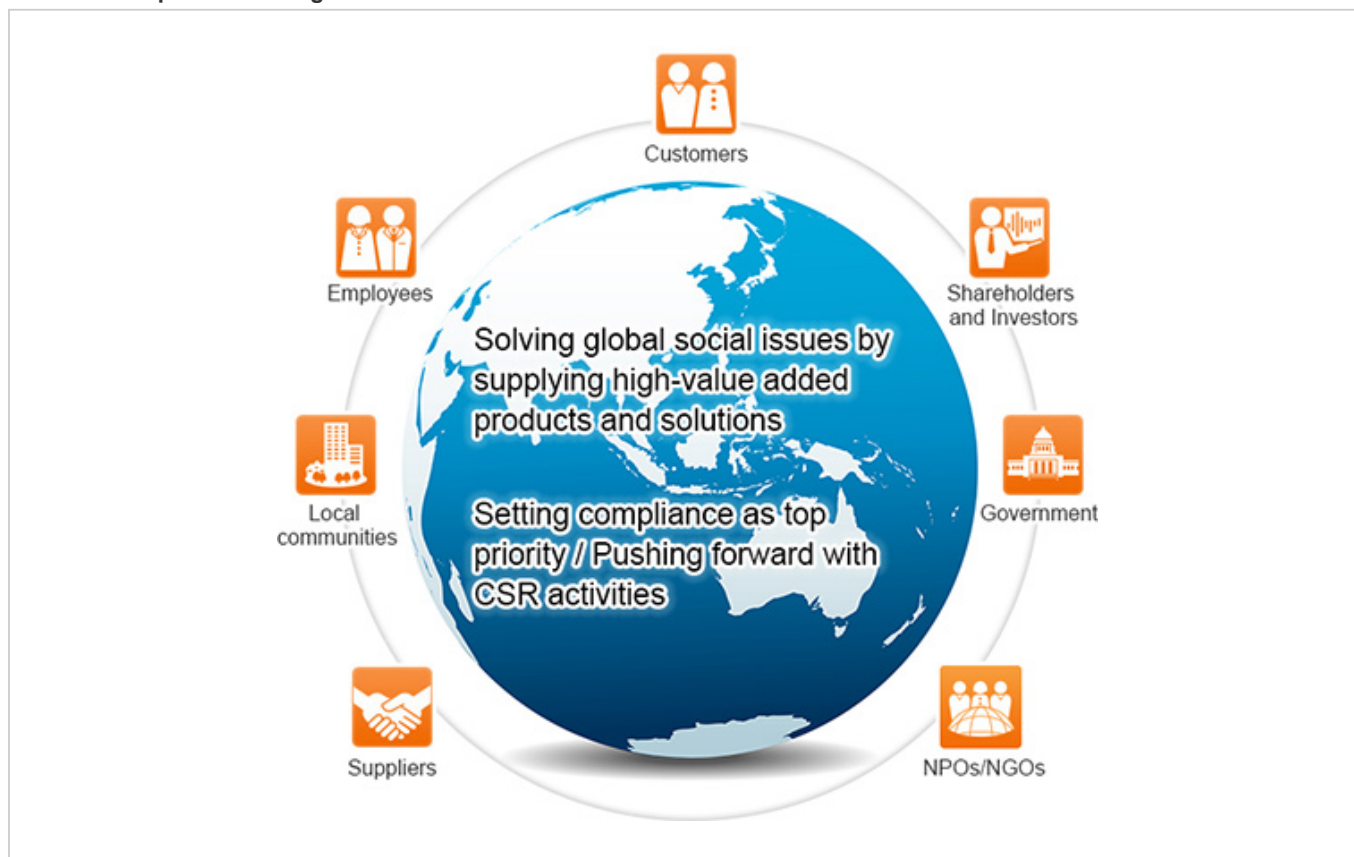 Customers
Employees
Shareholders
and Investors
Solving global social issues by
supplying high-value added
products and solutions
Local
communities
Government
Setting compliance as top
priority / Pushing forward with
CSR activities
Suppliers
NPOs/NGOs